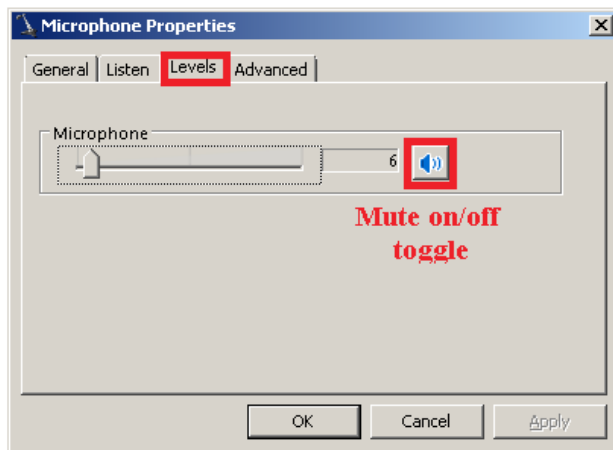 Microphone Properties
General Listen Levels Advanced
Microphone
6
Mute on/off
toggle
OK Cancel Apply